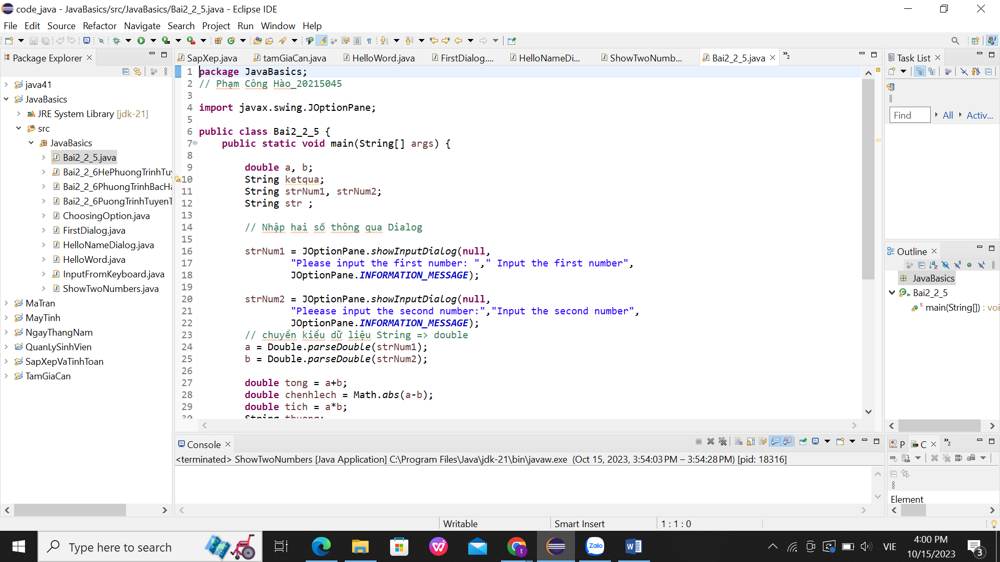 code_java - JavaBasics/src/JavaBasics/Bai2_2_5.java - Eclipse IDE
File Edit Source Refactor Navigate Search Project Run Window Help
Package Explorer
java41
JavaBasics
JRE System Library [jdk-21]
src
JavaBasics
Bai2_2_5.java
Bai2_2_6HePhuongTrinhTuy
Bai2_2_6PhuongTrinhBacHa
Bai2_2_6PuongTrinhTuyenT
ChoosingOption.java
FirstDialog.java
HelloNameDialog.java
HelloWord.java
InputFromKeyboard.java
ShowTwoNumbers.java
MaTran
MayTinh
NgayThangNam
QuanLySinhVien
SapXepVaTinhToan
TamGiaCan
SapXep.java tamGiaCan.java HelloWord.java FirstDialog.... HelloNameDi... ShowTwoNumb... Bai2_2_5.java »2
1 package JavaBasics;
2 // Phạm Công Hào_20215045
3
4 import javax.swing.JOptionPane;
5
6 public class Bai2_2_5 {
7 public static void main(String[] args) {
8
9 double a, b;
10 String ketqua;
11 String strNum1, strNum2;
12 String str ;
13
14 // Nhập hai số thông qua Dialog
15
16 strNum1 = JOptionPane.showInputDialog(null,
17 "Please input the first number: "," Input the first number",
18 JOptionPane.INFORMATION_MESSAGE);
19
20 strNum2 = JOptionPane.showInputDialog(null,
21 "Pleease input the second number:","Input the second number",
22 JOptionPane.INFORMATION_MESSAGE);
23 // chuyển kiểu dữ liệu String => double
24 a = Double.parseDouble(strNum1);
25 b = Double.parseDouble(strNum2);
26
27 double tong = a+b;
28 double chenhlech = Math.abs(a-b);
29 double tich = a*b;
30 String thuong;
Task List
Find All Activ...
Outline
JavaBasics
Bai2_2_5
main(String[]) : voi
Console
<terminated> ShowTwoNumbers [Java Application] C:\Program Files\Java\jdk-21\bin\javaw.exe (Oct 15, 2023, 3:54:03 PM – 3:54:28 PM) [pid: 18316]
P C »2
Element
Writable Smart Insert 1 : 1 : 0
Type here to search
Zalo
VIE
4:00 PM
10/15/2023
3